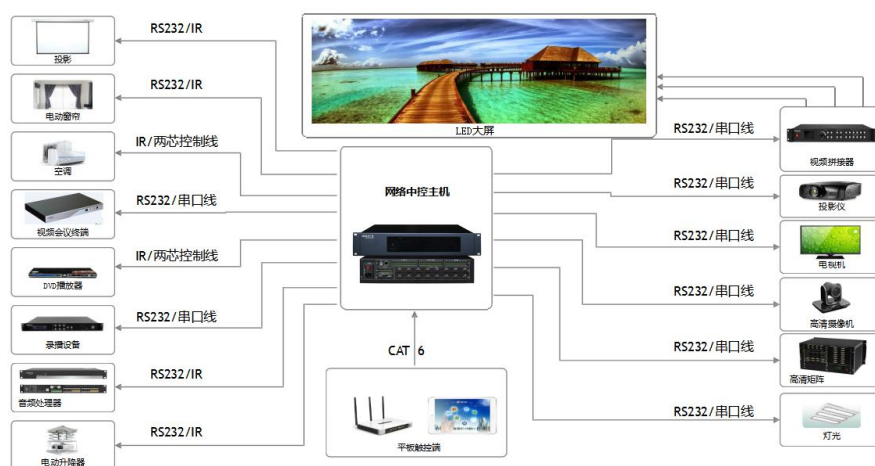 RS232/IR
投影
RS232/IR
电动窗帘
IR/两芯控制线
空调
RS232/串口线
视频会议终端
IR/两芯控制线
DVD播放器
RS232/串口线
录播设备
RS232/IR
音频处理器
RS232/IR
电动升降器
LED大屏
网络中控主机
CAT 6
平板触控端
RS232/串口线
视频拼接器
RS232/串口线
投影仪
RS232/串口线
电视机
RS232/串口线
高清摄像机
RS232/串口线
高清矩阵
RS232/串口线
灯光